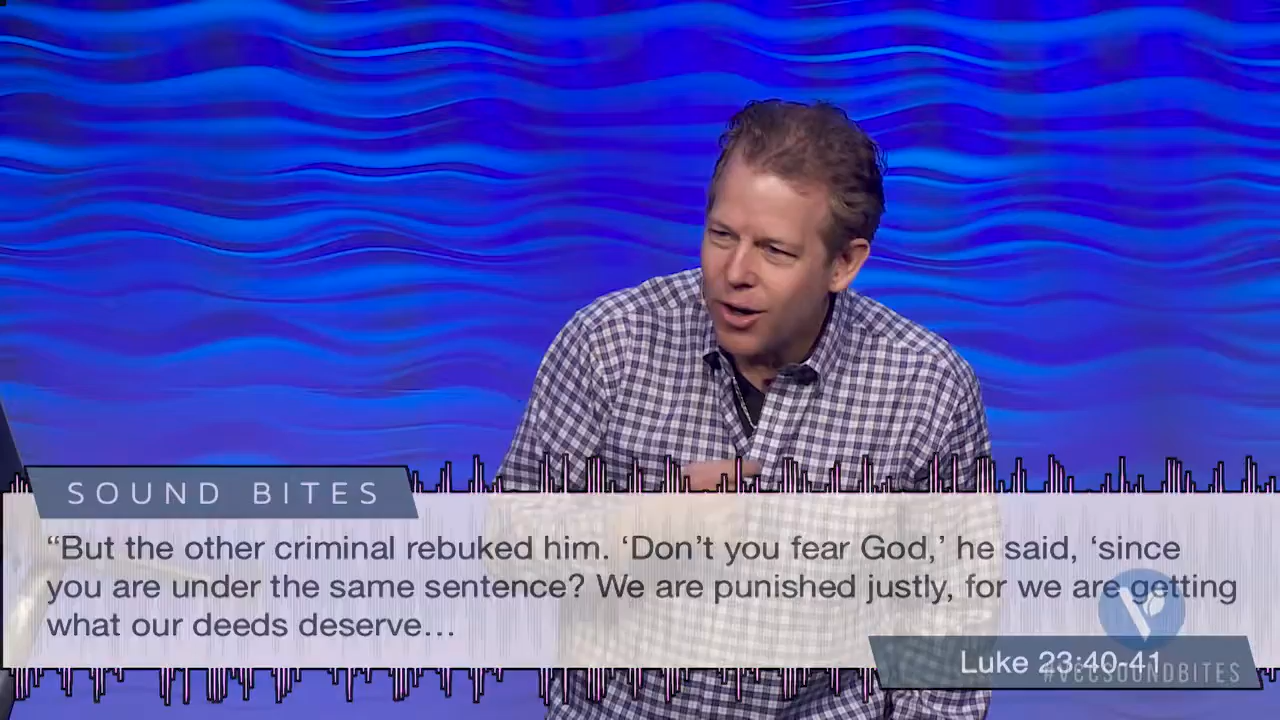 SOUND BITES
“But the other criminal rebuked him. ‘Don’t you fear God,’ he said, ‘since
you are under the same sentence? We are punished justly, for we are getting
what our deeds deserve…
Luke 23:40-41
#VCCSOUNDBITES